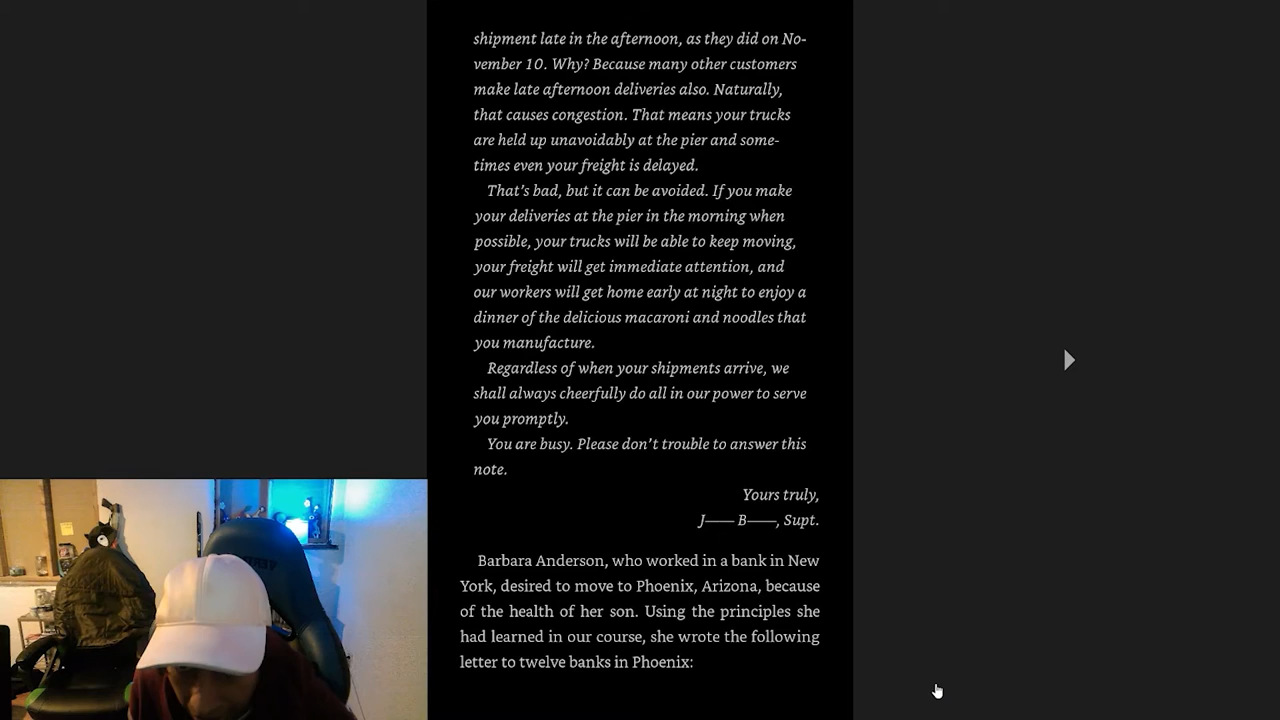 shipment late in the afternoon, as they did on No-
vember 10. Why? Because many other customers
make late afternoon deliveries also. Naturally,
that causes congestion. That means your trucks
are held up unavoidably at the pier and some-
times even your freight is delayed.
That's bad, but it can be avoided. If you make
your deliveries at the pier in the morning when
possible, your trucks will be able to keep moving,
your freight will get immediate attention, and
our workers will get home early at night to enjoy a
dinner of the delicious macaroni and noodles that
you manufacture.
Regardless of when your shipments arrive, we
shall always cheerfully do all in our power to serve
you promptly.
You are busy. Please don't trouble to answer this
note.
Yours truly,
J—— B——, Supt.
Barbara Anderson, who worked in a bank in New
York, desired to move to Phoenix, Arizona, because
of the health of her son. Using the principles she
had learned in our course, she wrote the following
letter to twelve banks in Phoenix: